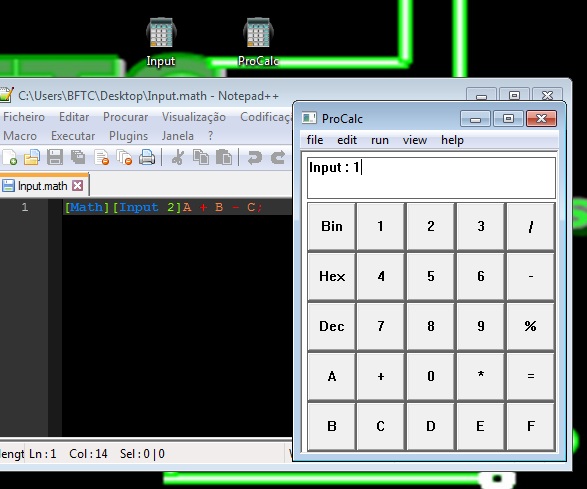 Input
ProCalc
C:\Users\BFTC\Desktop\Input.math - Notepad++
Ficheiro Editar Procurar Visualização Codificaçã
Macro Executar Plugins Janela ?
Input.math
1 [Math][Input 2]A + B - C;
Ln : 1 Col : 14 Sel : 0 | 0
ProCalc
file edit run view help
Input : 1
Bin 1 2 3 /
Hex 4 5 6 -
Dec 7 8 9 %
A + 0 * =
B C D E F